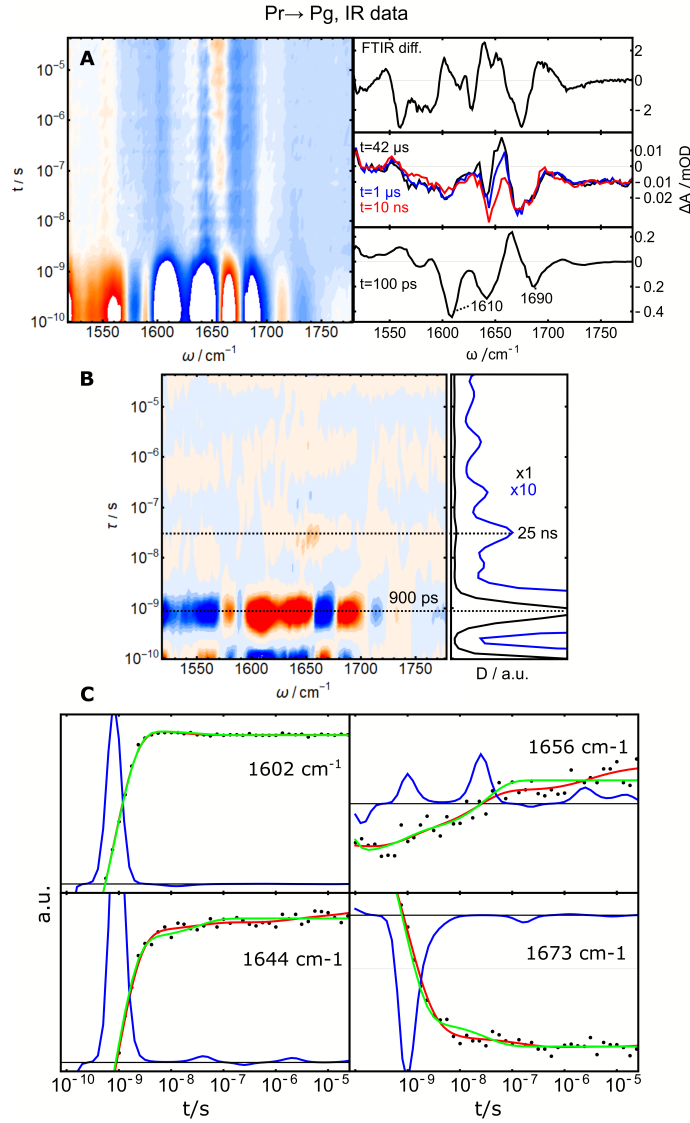 Pr→ Pg, IR data
A
t / s
10⁻⁵
10⁻⁶
10⁻⁷
10⁻⁸
10⁻⁹
10⁻¹⁰
1550 1600 1650 1700 1750
ω / cm⁻¹
FTIR diff.
2
0
- 2
t=42 μs
t=1 μs
t=10 ns
0.01
0
-0.01
-0.02
ΔA / mOD
t=100 ps
1610
1690
0.2
0
- 0.4
1550 1600 1650 1700 1750
ω / cm⁻¹
B
τ / s
10⁻⁵
10⁻⁶
10⁻⁷
10⁻⁸
10⁻⁹
10⁻¹⁰
900 ps
1550 1600 1650 1700 1750
ω / cm⁻¹
x1
x10
25 ns
D / a.u.
C
a.u.
1602 cm⁻¹
1656 cm-1
1644 cm-1
1673 cm-1
10⁻¹⁰ 10⁻⁹ 10⁻⁸ 10⁻⁷ 10⁻⁶ 10⁻⁵
t/s
10⁻⁹ 10⁻⁸ 10⁻⁷ 10⁻⁶ 10⁻⁵
t/s